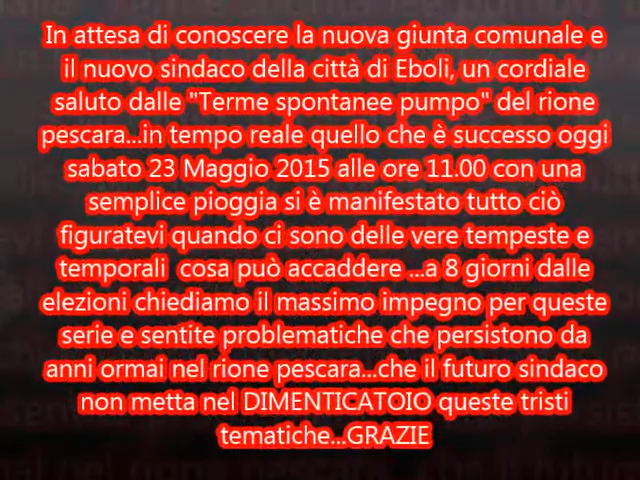 In attesa di conoscere la nuova giunta comunale e
il nuovo sindaco della città di Eboli, un cordiale
saluto dalle "Terme spontanee pumpo" del rione
pescara...in tempo reale quello che è successo oggi
sabato 23 Maggio 2015 alle ore 11.00 con una
semplice pioggia si è manifestato tutto ciò
figuratevi quando ci sono delle vere tempeste e
temporali  cosa può accaddere ...a 8 giorni dalle
elezioni chiediamo il massimo impegno per queste
serie e sentite problematiche che persistono da
anni ormai nel rione pescara...che il futuro sindaco
non metta nel DIMENTICATOIO queste tristi
tematiche...GRAZIE